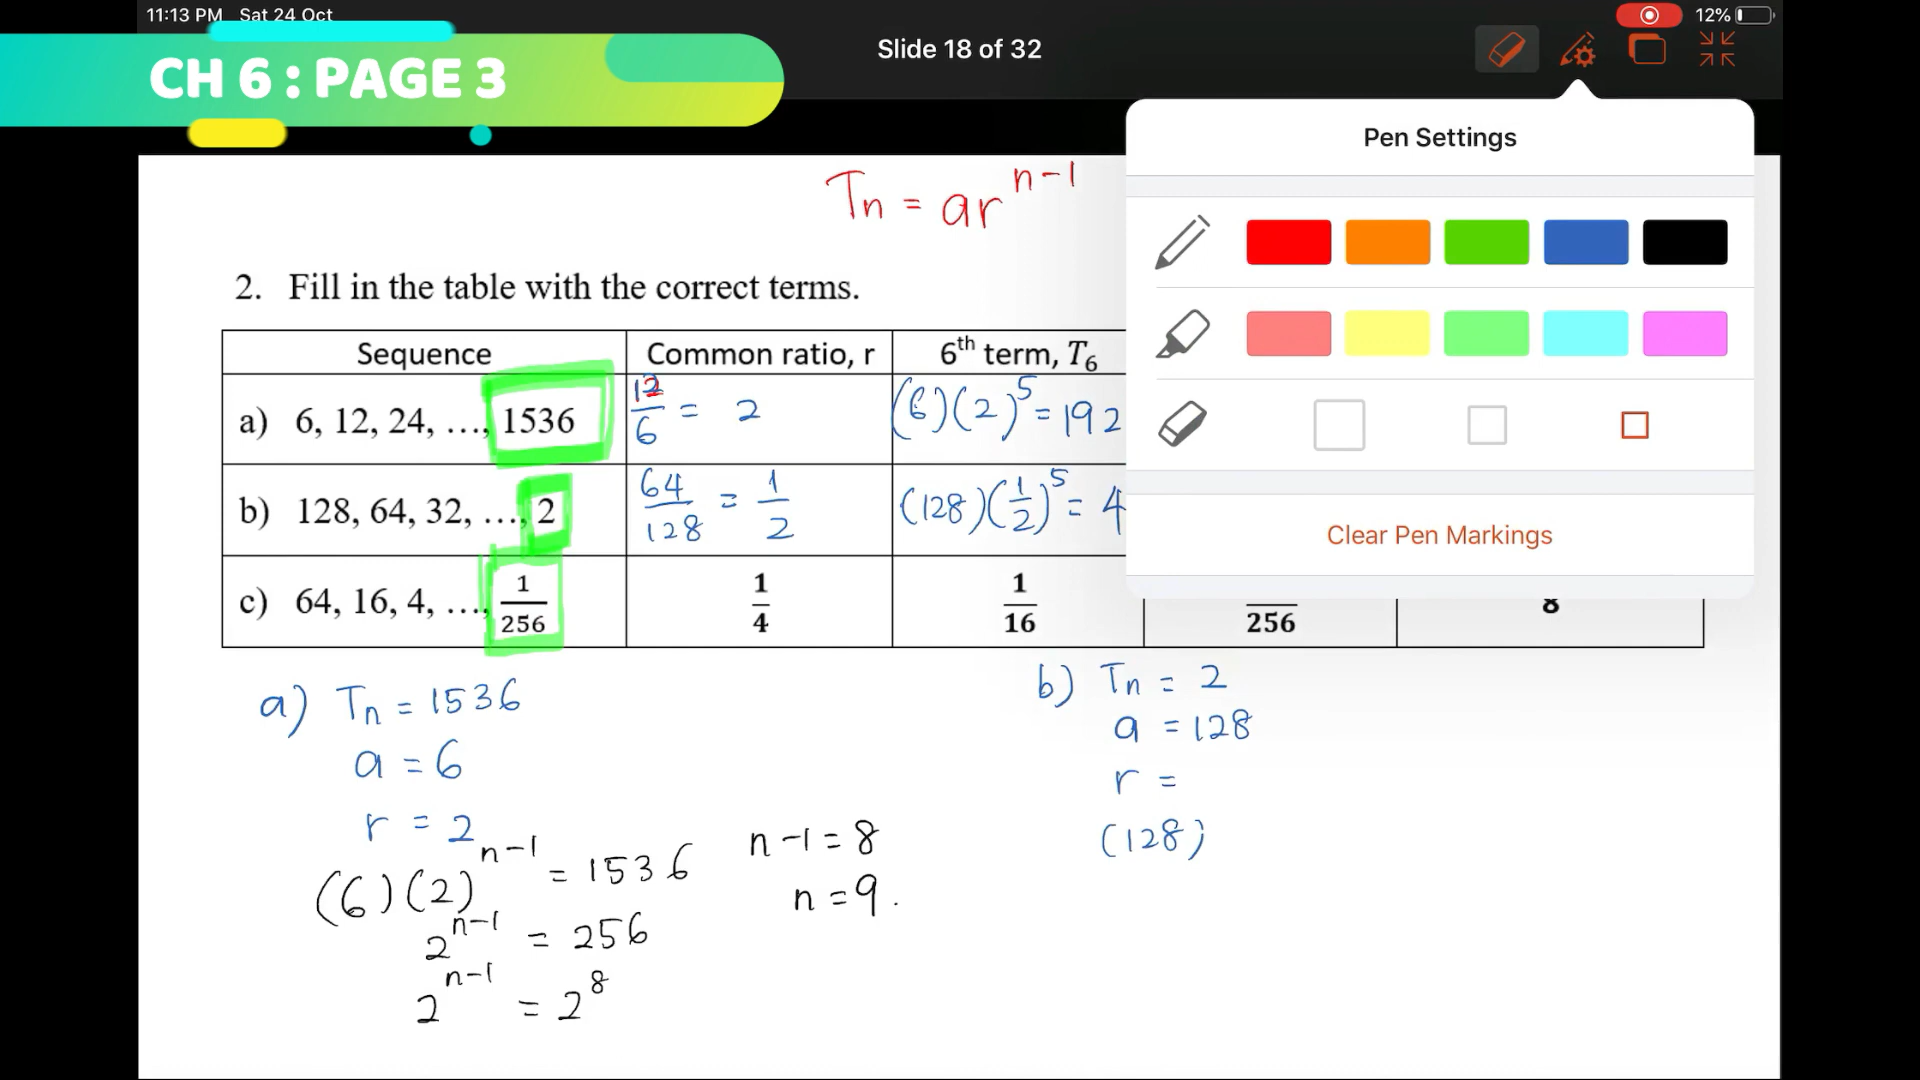 11:13 PM Sat 24 Oct
12%
Slide 18 of 32
CH 6 : PAGE 3
Pen Settings
Clear Pen Markings
Tn = ar^n-1
2. Fill in the table with the correct terms.
Sequence Common ratio, r 6th term, T6
a) 6, 12, 24, …, 1536 12/6 = 2 (6)(2)^5 = 192
b) 128, 64, 32, …, 2 64/128 = 1/2 (128)(1/2)^5 = 4
c) 64, 16, 4, …, 1/256 1/4 1/16 256 8
a) Tn = 1536
a = 6
r = 2
(6)(2)^n-1 = 1536
2^n-1 = 256
2^n-1 = 2^8
n-1 = 8
n = 9.
b) Tn = 2
a = 128
r =
(128)